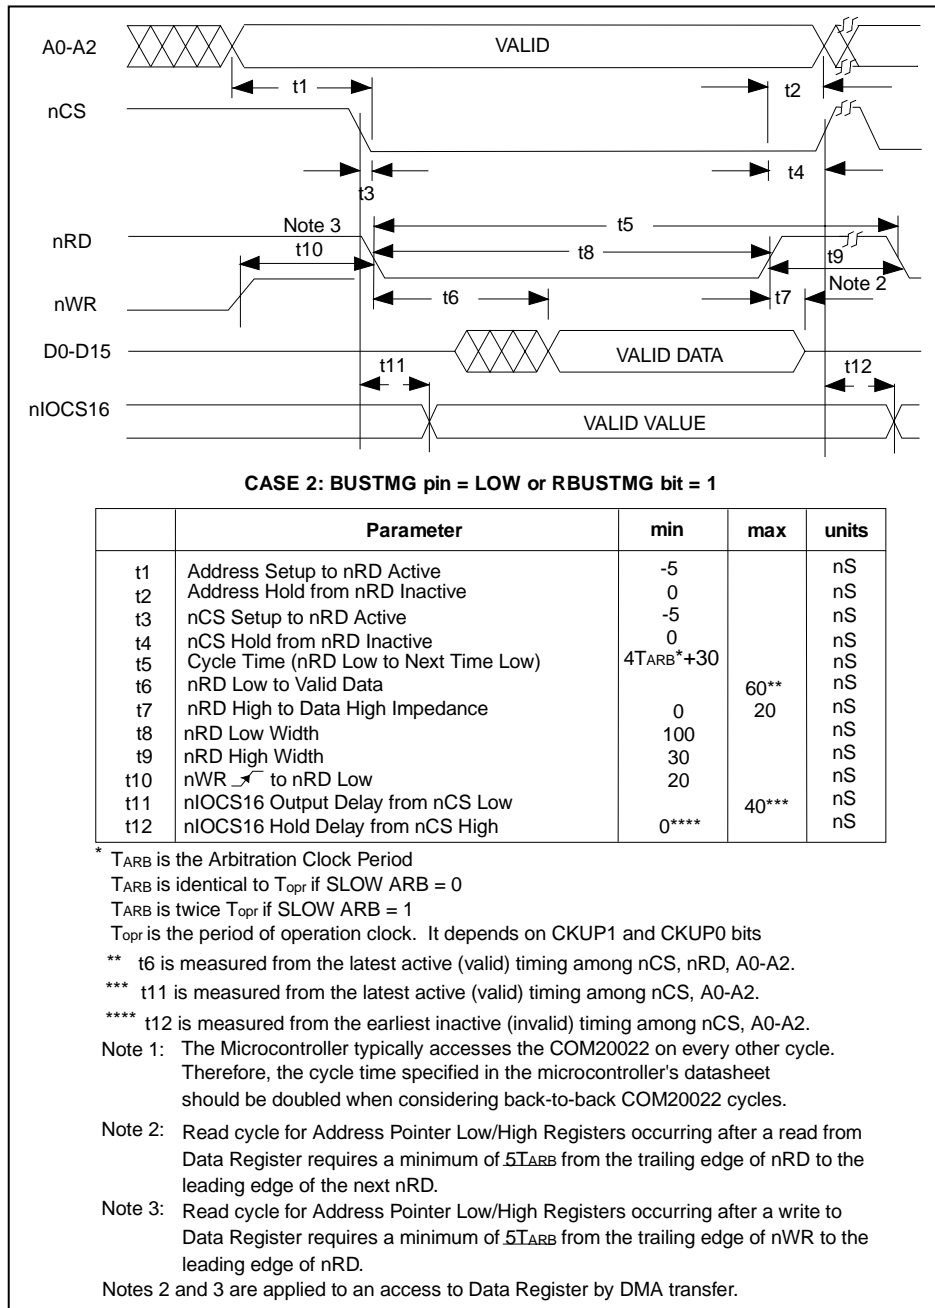 A0-A2
VALID
t1
t2
nCS
t3
t4
Note 3
t5
nRD
t10
t8
t9
nWR
t6
t7
Note 2
D0-D15
VALID DATA
t11
t12
nIOCS16
VALID VALUE
CASE 2: BUSTMG pin = LOW or RBUSTMG bit = 1
Parameter min max units
t1 Address Setup to nRD Active -5 nS
t2 Address Hold from nRD Inactive 0 nS
t3 nCS Setup to nRD Active -5 nS
t4 nCS Hold from nRD Inactive 0 nS
t5 Cycle Time (nRD Low to Next Time Low) 4TARB*+30 nS
t6 nRD Low to Valid Data 60** nS
t7 nRD High to Data High Impedance 0 20 nS
t8 nRD Low Width 100 nS
t9 nRD High Width 30 nS
t10 nWR to nRD Low 20 nS
t11 nIOCS16 Output Delay from nCS Low 40*** nS
t12 nIOCS16 Hold Delay from nCS High 0**** nS
* TARB is the Arbitration Clock Period
TARB is identical to Topr if SLOW ARB = 0
TARB is twice Topr if SLOW ARB = 1
Topr is the period of operation clock. It depends on CKUP1 and CKUP0 bits
** t6 is measured from the latest active (valid) timing among nCS, nRD, A0-A2.
*** t11 is measured from the latest active (valid) timing among nCS, A0-A2.
**** t12 is measured from the earliest inactive (invalid) timing among nCS, A0-A2.
Note 1: The Microcontroller typically accesses the COM20022 on every other cycle.
Therefore, the cycle time specified in the microcontroller's datasheet
should be doubled when considering back-to-back COM20022 cycles.
Note 2: Read cycle for Address Pointer Low/High Registers occurring after a read from
Data Register requires a minimum of 5TARB from the trailing edge of nRD to the
leading edge of the next nRD.
Note 3: Read cycle for Address Pointer Low/High Registers occurring after a write to
Data Register requires a minimum of 5TARB from the trailing edge of nWR to the
leading edge of nRD.
Notes 2 and 3 are applied to an access to Data Register by DMA transfer.